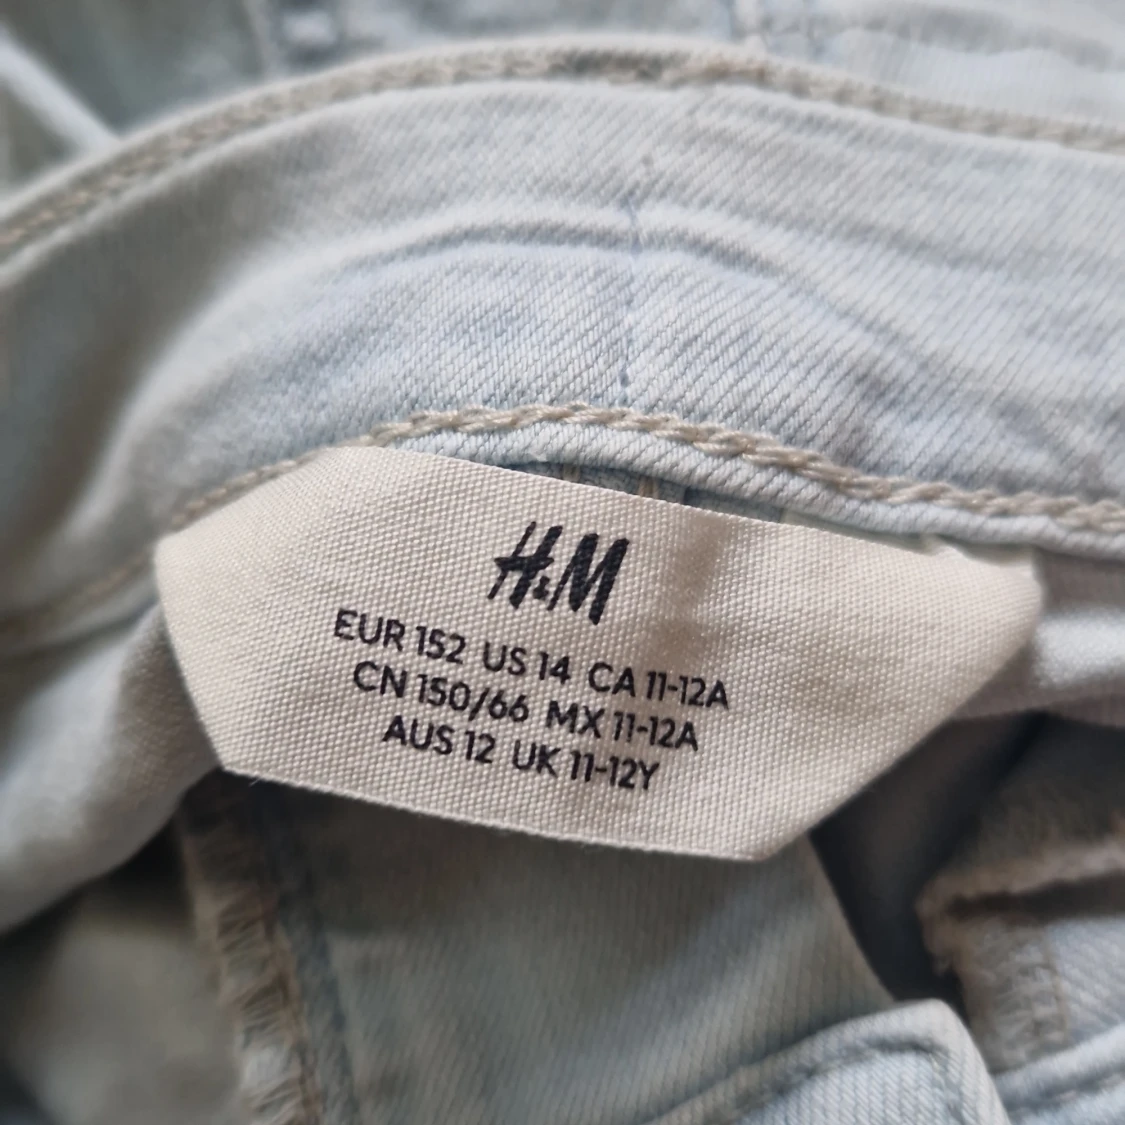 H&M
EUR 152 US 14 CA 11-12A
CN 150/66 MX 11-12A
AUS 12 UK 11-12Y